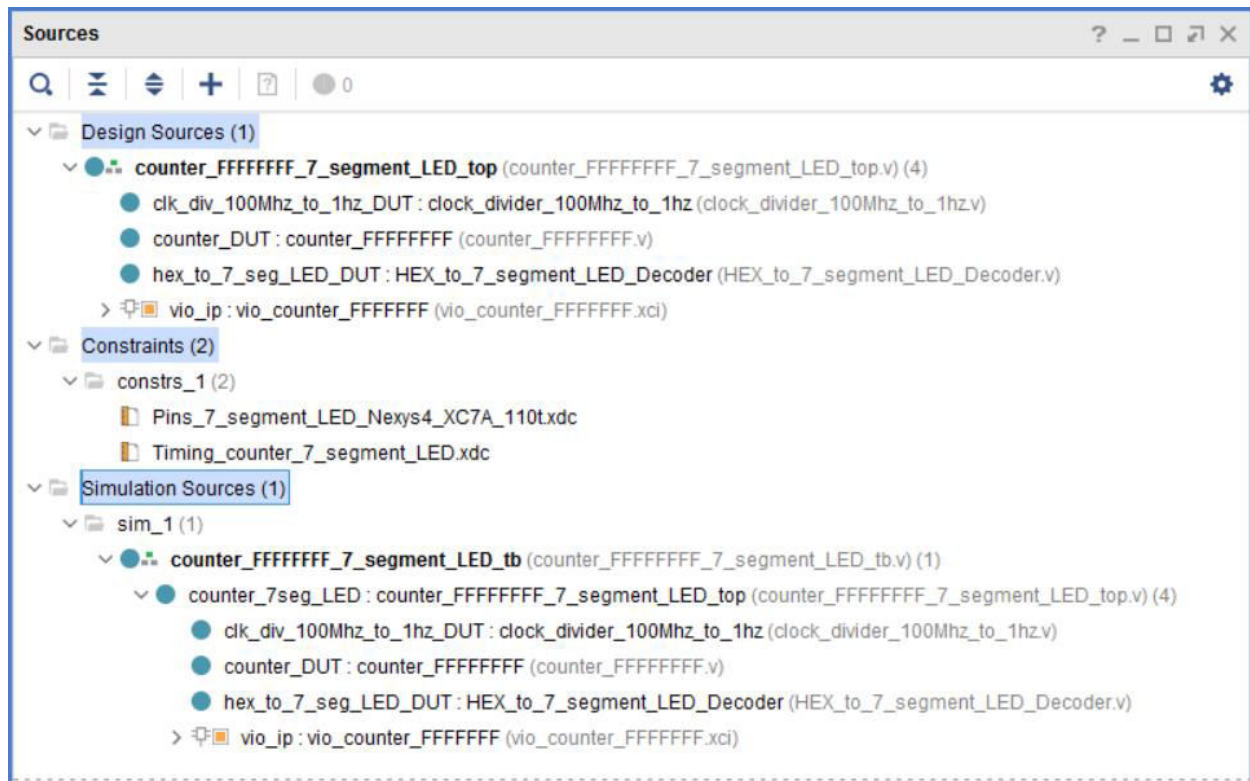 Sources
0
Design Sources (1)
counter_FFFFFFFF_7_segment_LED_top (counter_FFFFFFFF_7_segment_LED_top.v) (4)
clk_div_100Mhz_to_1hz_DUT : clock_divider_100Mhz_to_1hz (clock_divider_100Mhz_to_1hz.v)
counter_DUT : counter_FFFFFFFF (counter_FFFFFFFF.v)
hex_to_7_seg_LED_DUT : HEX_to_7_segment_LED_Decoder (HEX_to_7_segment_LED_Decoder.v)
vio_ip : vio_counter_FFFFFFF (vio_counter_FFFFFFF.xci)
Constraints (2)
constrs_1 (2)
Pins_7_segment_LED_Nexys4_XC7A_110t.xdc
Timing_counter_7_segment_LED.xdc
Simulation Sources (1)
sim_1 (1)
counter_FFFFFFFF_7_segment_LED_tb (counter_FFFFFFFF_7_segment_LED_tb.v) (1)
counter_7seg_LED : counter_FFFFFFFF_7_segment_LED_top (counter_FFFFFFFF_7_segment_LED_top.v) (4)
clk_div_100Mhz_to_1hz_DUT : clock_divider_100Mhz_to_1hz (clock_divider_100Mhz_to_1hz.v)
counter_DUT : counter_FFFFFFFF (counter_FFFFFFFF.v)
hex_to_7_seg_LED_DUT : HEX_to_7_segment_LED_Decoder (HEX_to_7_segment_LED_Decoder.v)
vio_ip : vio_counter_FFFFFFF (vio_counter_FFFFFFF.xci)